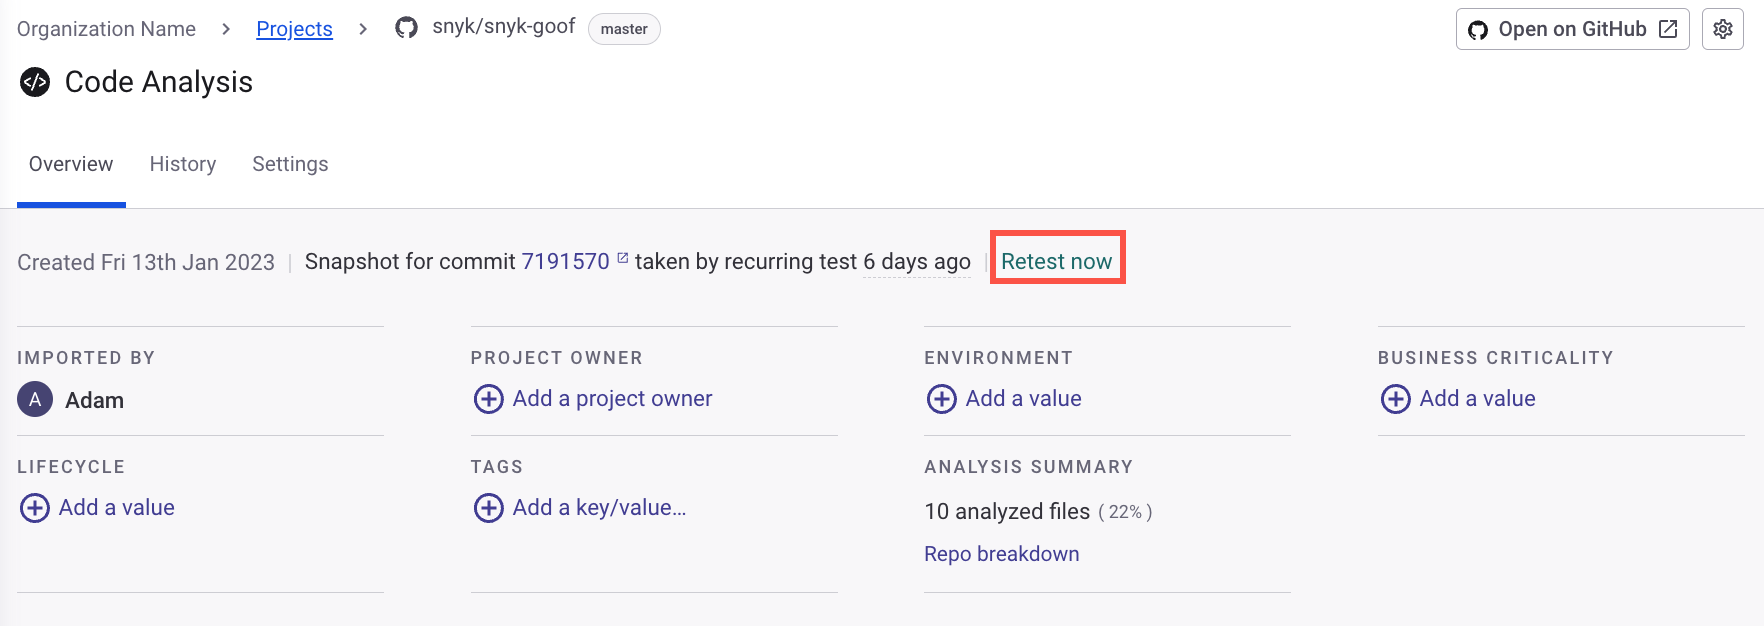 Organization Name > Projects > snyk/snyk-goof master
Open on GitHub
</> Code Analysis
Overview History Settings
Created Fri 13th Jan 2023 | Snapshot for commit 7191570 taken by recurring test 6 days ago | Retest now
IMPORTED BY PROJECT OWNER ENVIRONMENT BUSINESS CRITICALITY
A Adam Add a project owner Add a value Add a value
LIFECYCLE TAGS ANALYSIS SUMMARY
Add a value Add a key/value... 10 analyzed files ( 22% )
Repo breakdown